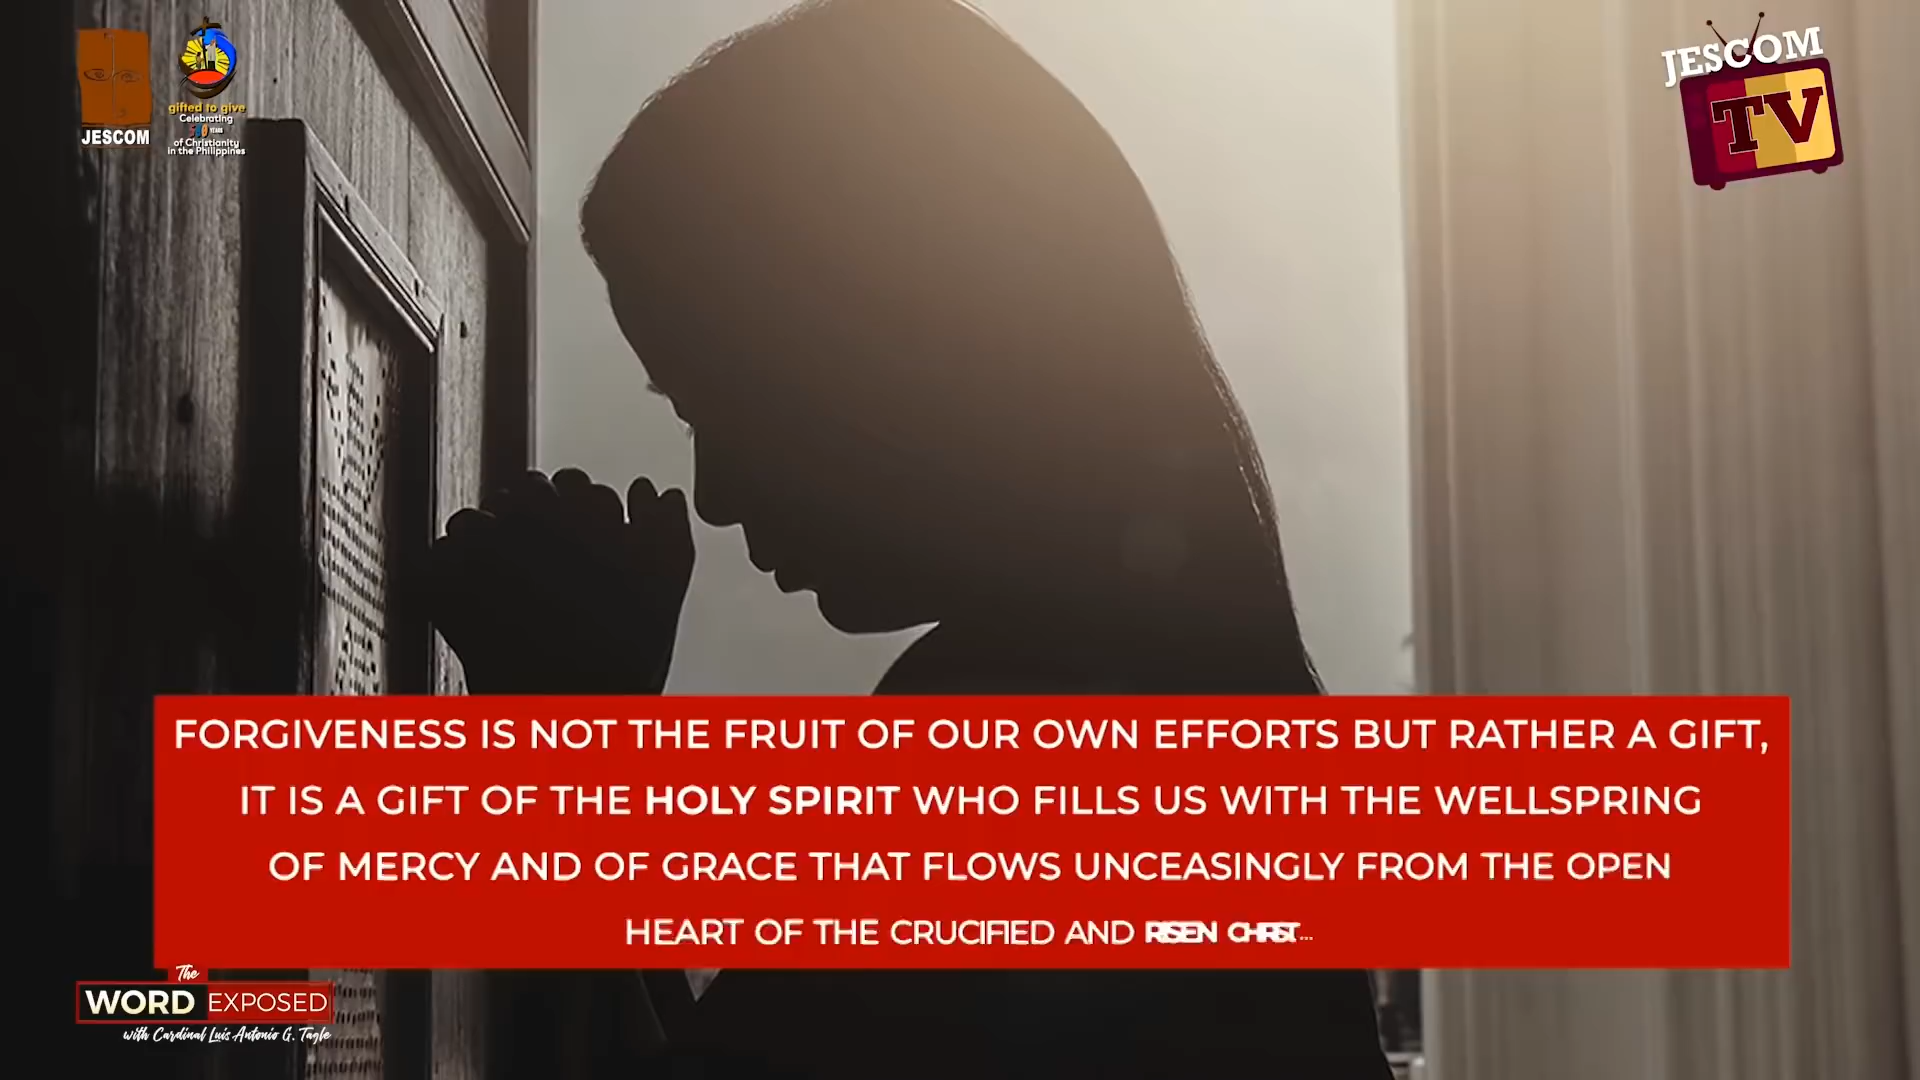 JESCOM
gifted to give
Celebrating
500 YEARS
of Christianity
in the Philippines
JESCOM
TV
FORGIVENESS IS NOT THE FRUIT OF OUR OWN EFFORTS BUT RATHER A GIFT,
IT IS A GIFT OF THE HOLY SPIRIT WHO FILLS US WITH THE WELLSPRING
OF MERCY AND OF GRACE THAT FLOWS UNCEASINGLY FROM THE OPEN
HEART OF THE CRUCIFIED AND RISEN CHRIST...
The
WORD EXPOSED
with Cardinal Luis Antonio G. Tagle